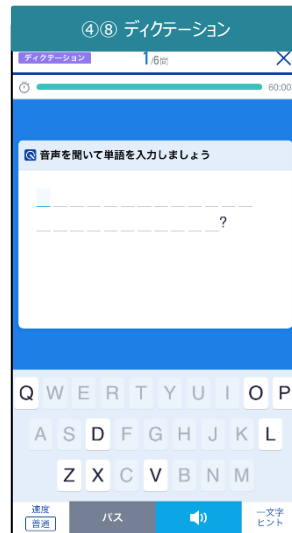 ④⑧ ディクテーション
ディクテーション 1/6問 ×
60:00
音声を聞いて単語を入力しましょう
_ _ _ _ _ _ _ _ _ _ _ _ _
_ _ _ _ _ _ _ _ _ _ _?
Q W E R T Y U I O P
A S D F G H J K L
Z X C V B N M
速度 普通 パス 一文字ヒント